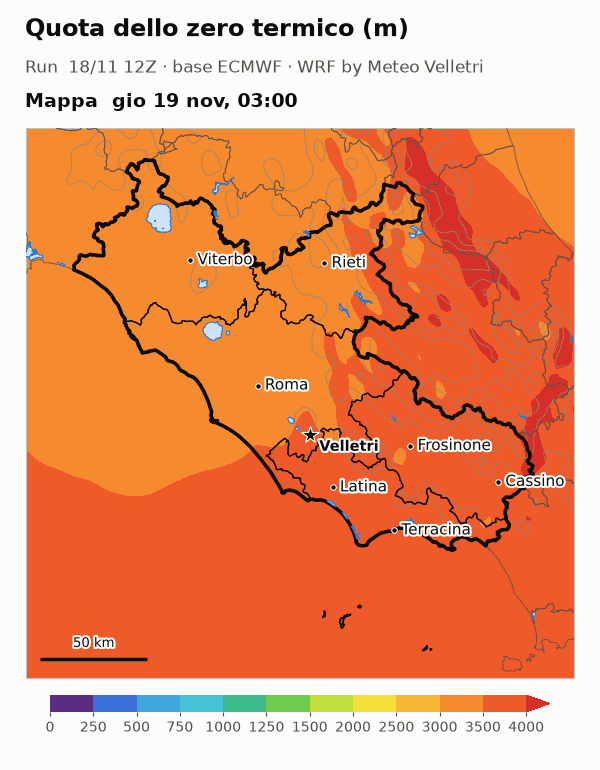 Quota dello zero termico (m)
Run  18/11 12Z · base ECMWF · WRF by Meteo Velletri
Mappa  gio 19 nov, 03:00
Viterbo
Rieti
Roma
Velletri
Frosinone
Latina
Cassino
Terracina
50 km
0 250 500 750 1000 1250 1500 2000 2500 3000 3500 4000